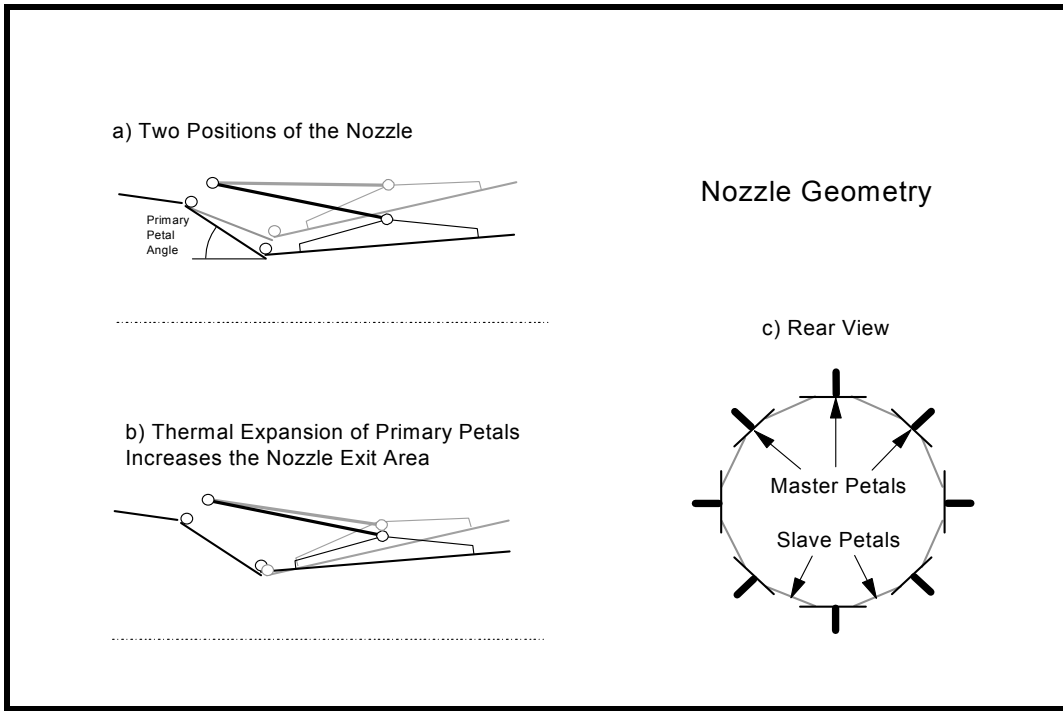 a) Two Positions of the Nozzle
Primary
Petal
Angle
Nozzle Geometry
c) Rear View
Master Petals
Slave Petals
b) Thermal Expansion of Primary Petals
Increases the Nozzle Exit Area